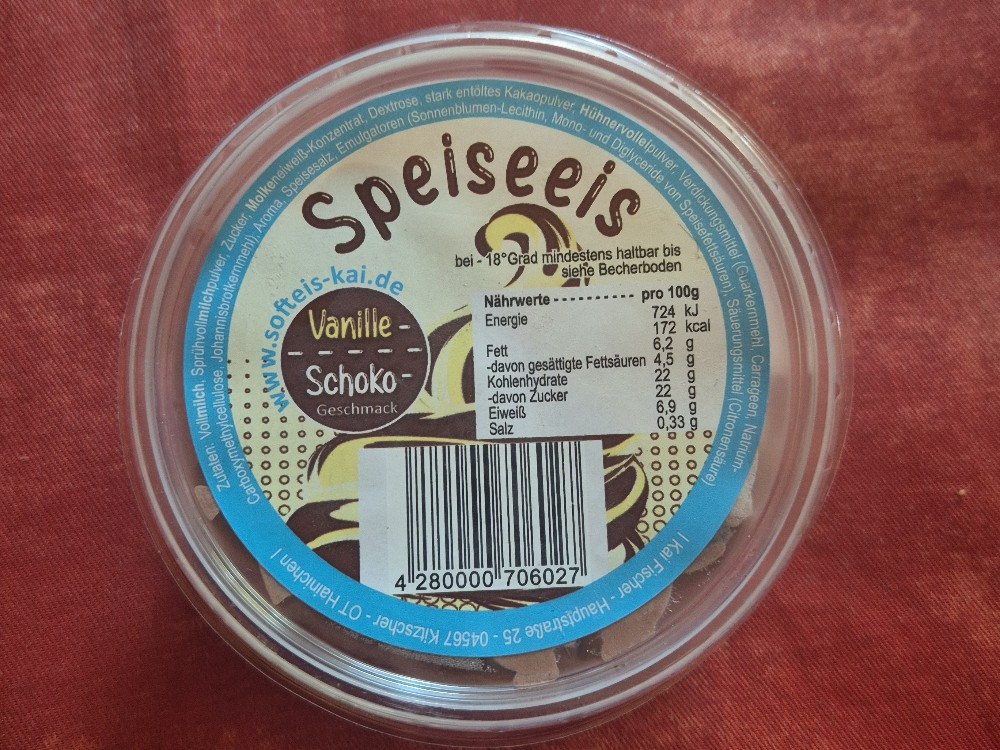 Zutaten: Vollmilch, Sprühvollmilchpulver, Zucker, Molkeneiweiß-Konzentrat, Dextrose, stark entöltes Kakaopulver, Hühnervolleipulver, Verdickungsmittel (Guarkernmehl, Carrageen, Natrium-
Carboxymethylcellulose, Johannisbrotkernmehl), Aroma, Speisesalz, Emulgatoren (Sonnenblumen-Lecithin, Mono- und Diglyceride von Speisefettsäuren), Säuerungsmittel (Citronensäure)
Speiseeis
bei - 18°Grad mindestens haltbar bis
siehe Becherboden
www.softeis-kai.de
Vanille -
Schoko -
Geschmack
Nährwerte ----------- pro 100g
Energie 724 kJ
172 kcal
Fett 6,2 g
-davon gesättigte Fettsäuren 4,5 g
Kohlenhydrate 22 g
-davon Zucker 22 g
Eiweiß 6,9 g
Salz 0,33 g
4 280000 706027
| Kai Fischer - Hauptstraße 25 - 04567 Kitzscher - OT Hainichen |